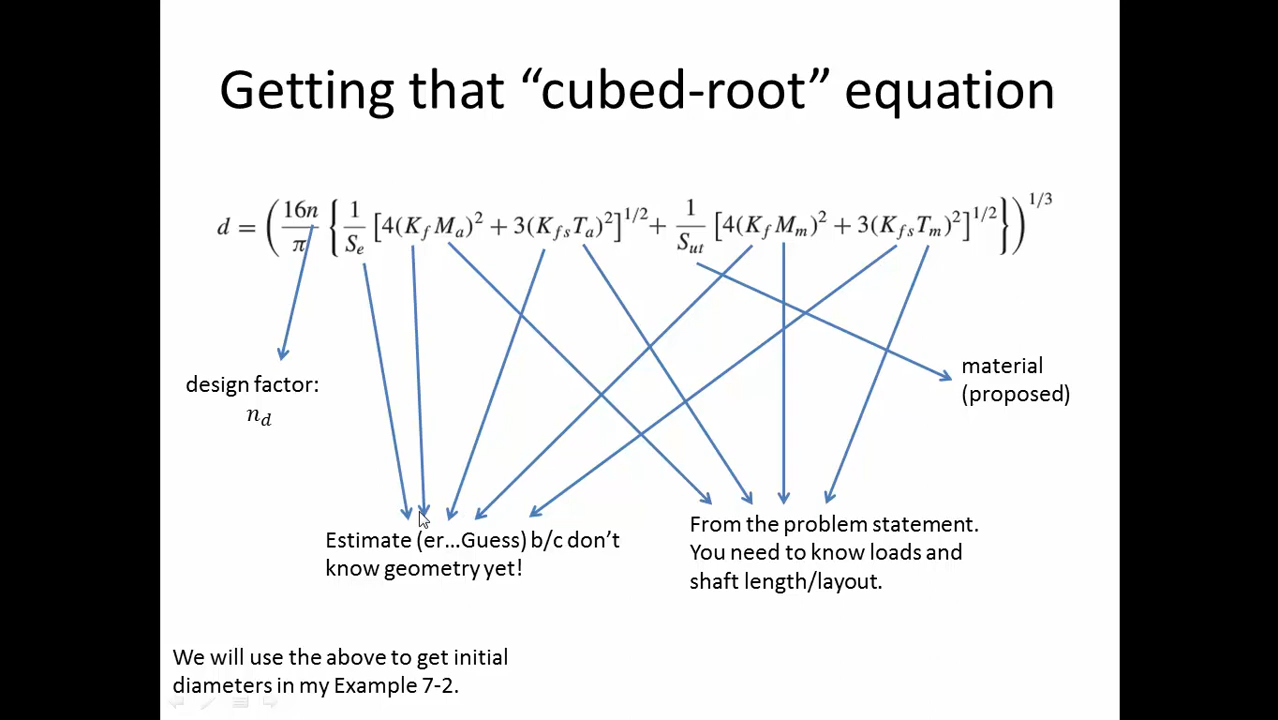 Getting that “cubed-root” equation
d = (16n/π {1/S_e [4(K_f M_a)² + 3(K_fs T_a)²]^1/2 + 1/S_ut [4(K_f M_m)² + 3(K_fs T_m)²]^1/2})^1/3
design factor:
n_d
material
(proposed)
Estimate (er…Guess) b/c don’t
know geometry yet!
From the problem statement.
You need to know loads and
shaft length/layout.
We will use the above to get initial
diameters in my Example 7-2.